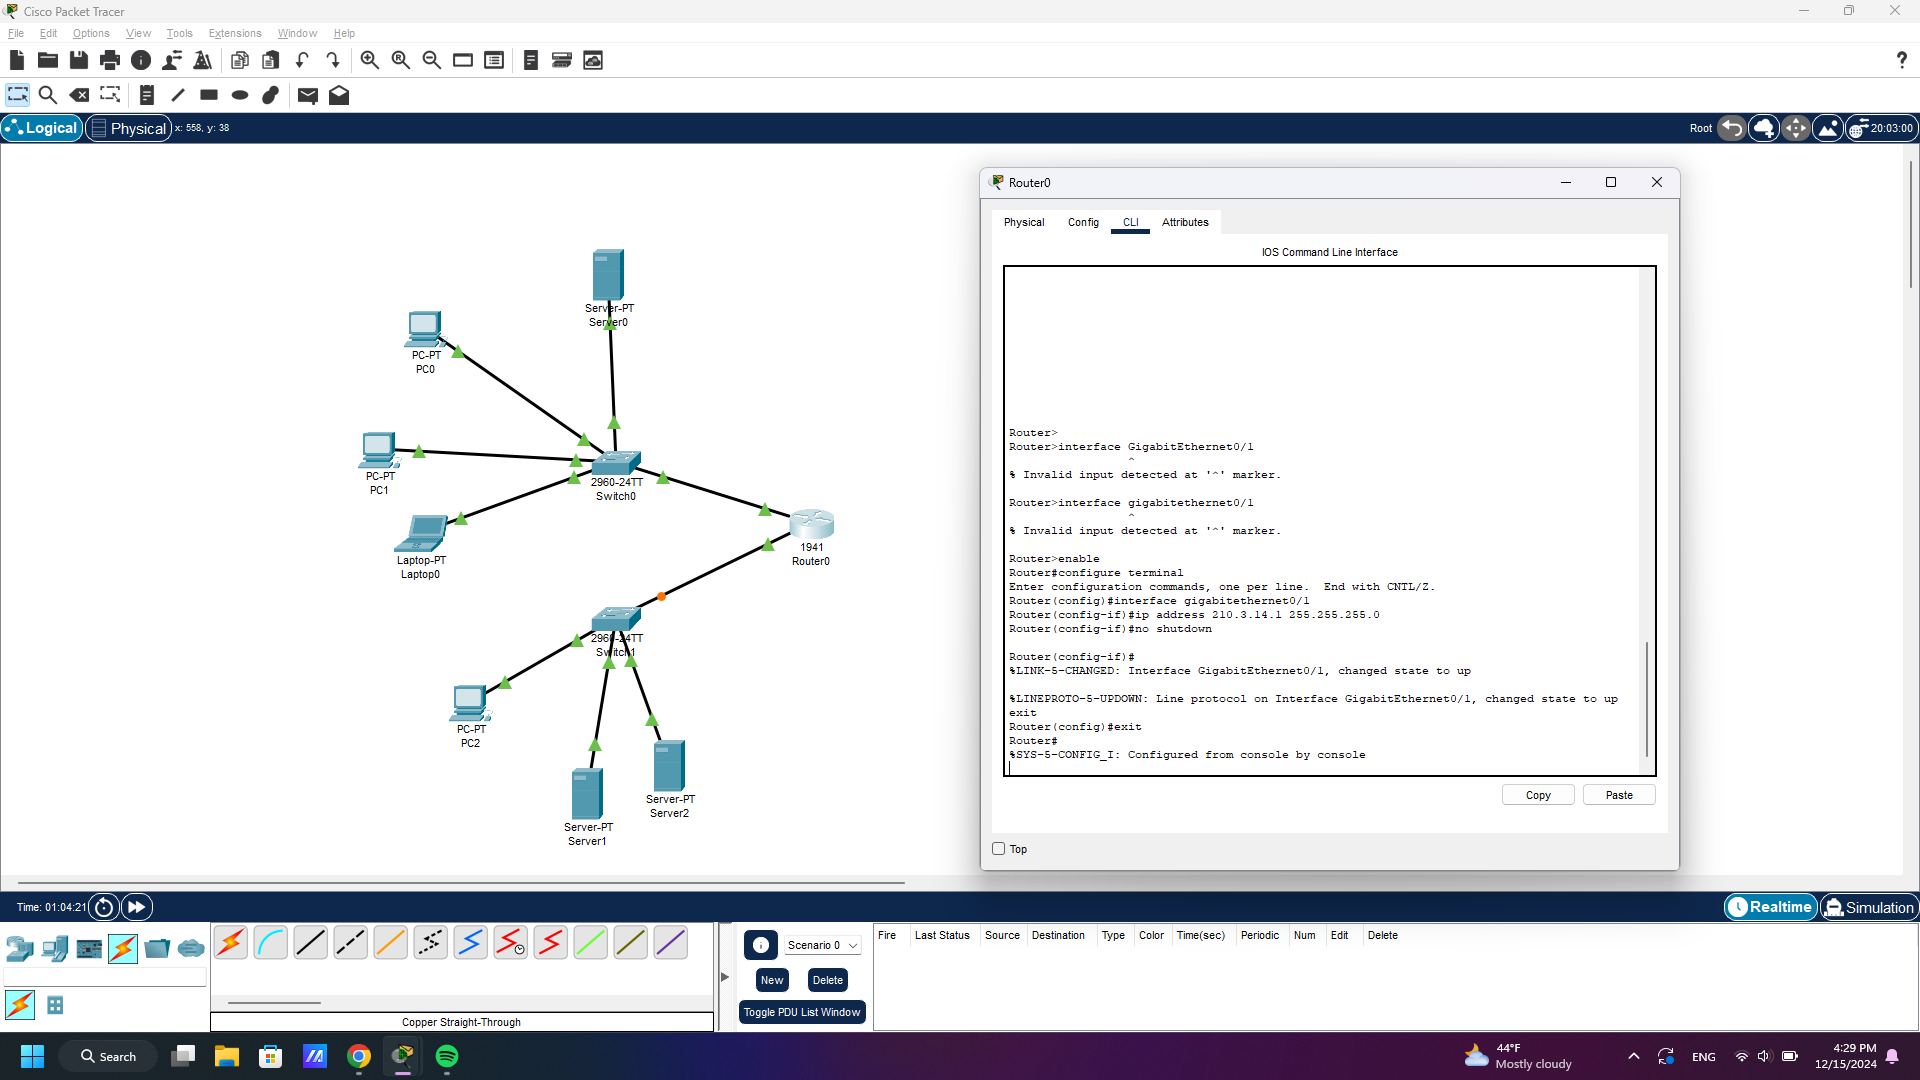 Cisco Packet Tracer
File Edit Options View Tools Extensions Window Help
Logical Physical x: 558, y: 38 Root 20:03:00
Server-PT
Server0
PC-PT
PC0
PC-PT
PC1
2960-24TT
Switch0
Laptop-PT
Laptop0
1941
Router0
2960-24TT
Switch1
PC-PT
PC2
Server-PT
Server2
Server-PT
Server1
Router0
Physical Config CLI Attributes
IOS Command Line Interface
Router>
Router>interface GigabitEthernet0/1
^
% Invalid input detected at '^' marker.
Router>interface gigabitethernet0/1
^
% Invalid input detected at '^' marker.
Router>enable
Router#configure terminal
Enter configuration commands, one per line. End with CNTL/Z.
Router(config)#interface gigabitethernet0/1
Router(config-if)#ip address 210.3.14.1 255.255.255.0
Router(config-if)#no shutdown
Router(config-if)#
%LINK-5-CHANGED: Interface GigabitEthernet0/1, changed state to up
%LINEPROTO-5-UPDOWN: Line protocol on Interface GigabitEthernet0/1, changed state to up
exit
Router(config)#exit
Router#
%SYS-5-CONFIG_I: Configured from console by console
Copy Paste
Top
Time: 01:04:21 Realtime Simulation
Scenario 0
New Delete
Toggle PDU List Window
Fire Last Status Source Destination Type Color Time(sec) Periodic Num Edit Delete
Copper Straight-Through
Search
44°F
Mostly cloudy
ENG
4:29 PM
12/15/2024